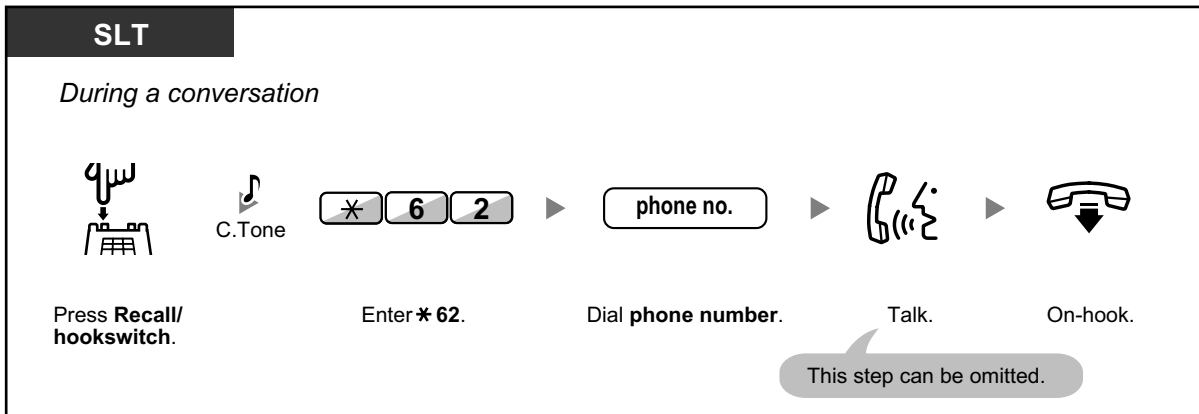 SLT
During a conversation
C.Tone
* 6 2
phone no.
Press Recall/
hookswitch.
Enter * 62.
Dial phone number.
Talk.
On-hook.
This step can be omitted.